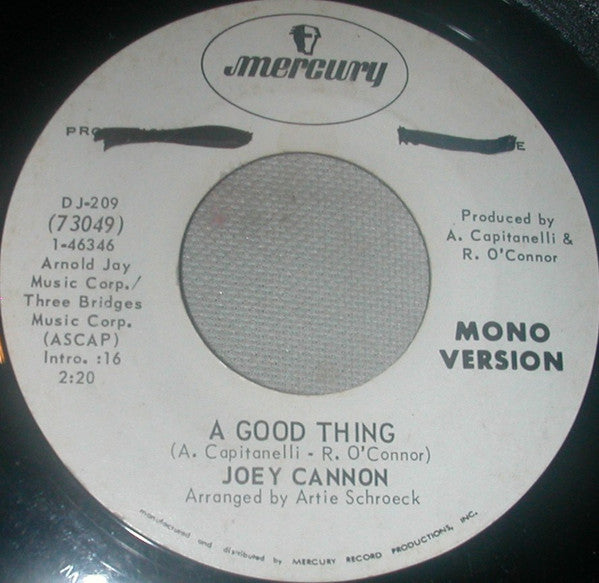 mercury
DJ-209
(73049)
1-46346
Arnold Jay
Music Corp./
Three Bridges
Music Corp.
(ASCAP)
Intro. :16
2:20
Produced by
A. Capitanelli &
R. O'Connor
MONO
VERSION
A GOOD THING
(A. Capitanelli - R. O'Connor)
JOEY CANNON
Arranged by Artie Schroeck
manufactured and distributed by MERCURY RECORD PRODUCTIONS, INC.